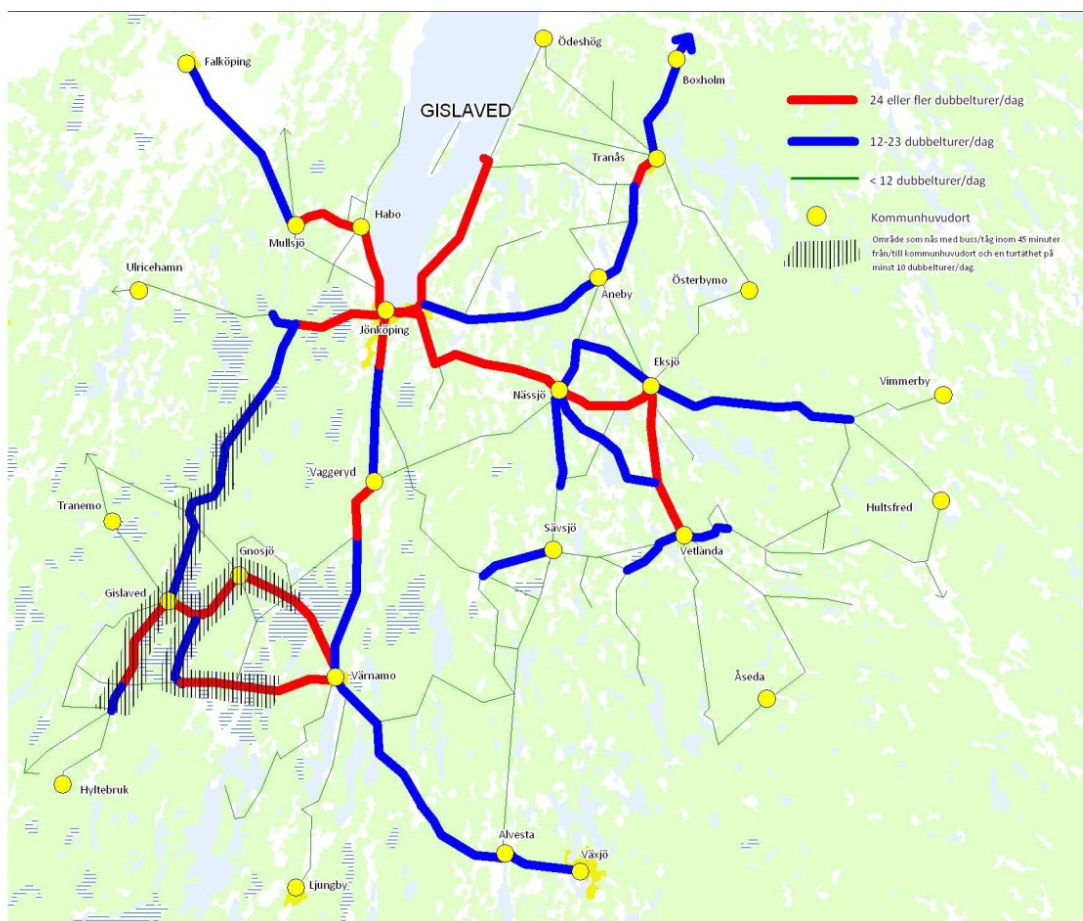 Ödeshög
Falköping
Boxholm
GISLAVED
24 eller fler dubbelturer/dag
12-23 dubbelturer/dag
Tranås
< 12 dubbelturer/dag
Habo
Kommunhuvudort
Mullsjö
Område som nås med buss/tåg inom 45 minuter
från/till kommunhuvudort och en turtäthet på
minst 10 dubbelturer/dag.
Ulricehamn
Aneby
Österbymo
Jönköping
Eksjö
Nässjö
Vimmerby
Vaggeryd
Tranemo
Hultsfred
Sävsjö
Vetlanda
Gnosjö
Gislaved
Värnamo
Åseda
Hyltebruk
Alvesta
Växjö
Ljungby